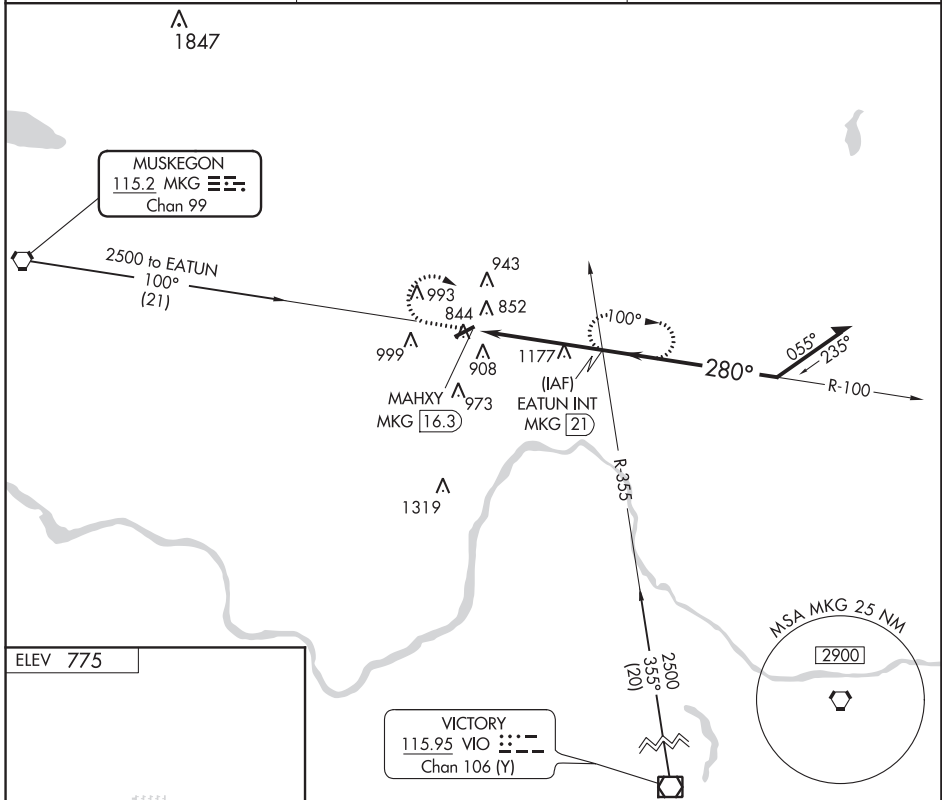 1847
MUSKEGON
115.2 MKG
Chan 99
2500 to EATUN
100°
(21)
943
993
852
844
999
908
1177
100°
055°
235°
280°
R-100
MAHXY
MKG 16.3
973
(IAF)
EATUN INT
MKG 21
R-355
1319
MSA MKG 25 NM
2900
ELEV 775
2500
355°
(20)
VICTORY
115.95 VIO
Chan 106 (Y)